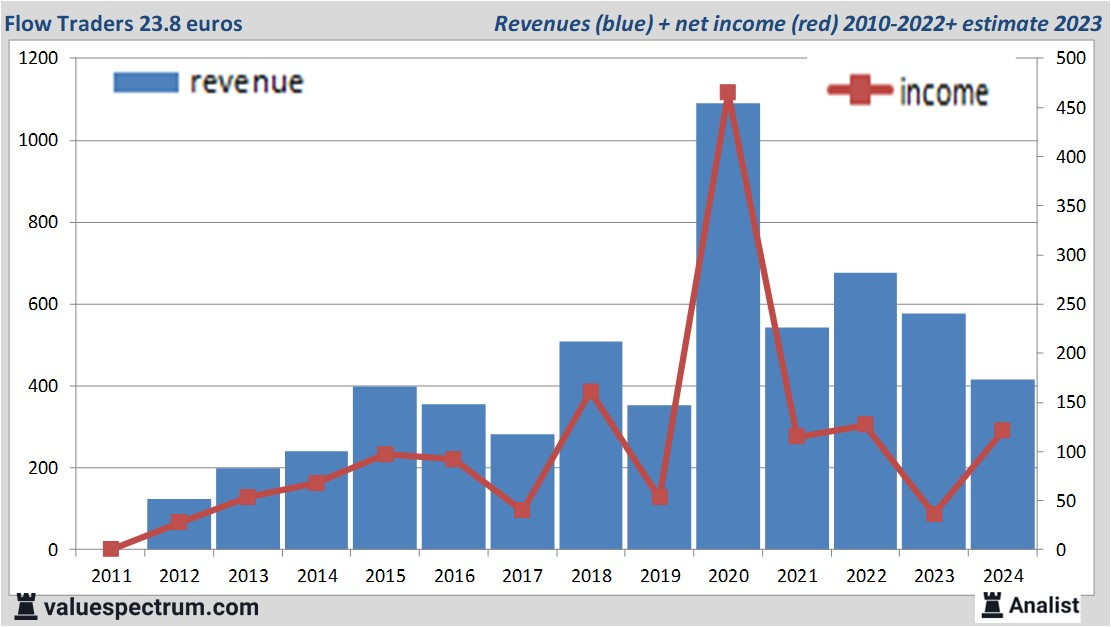 Flow Traders 23.8 euros
Revenues (blue) + net income (red) 2010-2022+ estimate 2023
1200 500
revenue
income
450
1000
400
350
800
300
600
250
200
400
150
100
200
50
0 0
2011 2012 2013 2014 2015 2016 2017 2018 2019 2020 2021 2022 2023 2024
valuespectrum.com
Analist